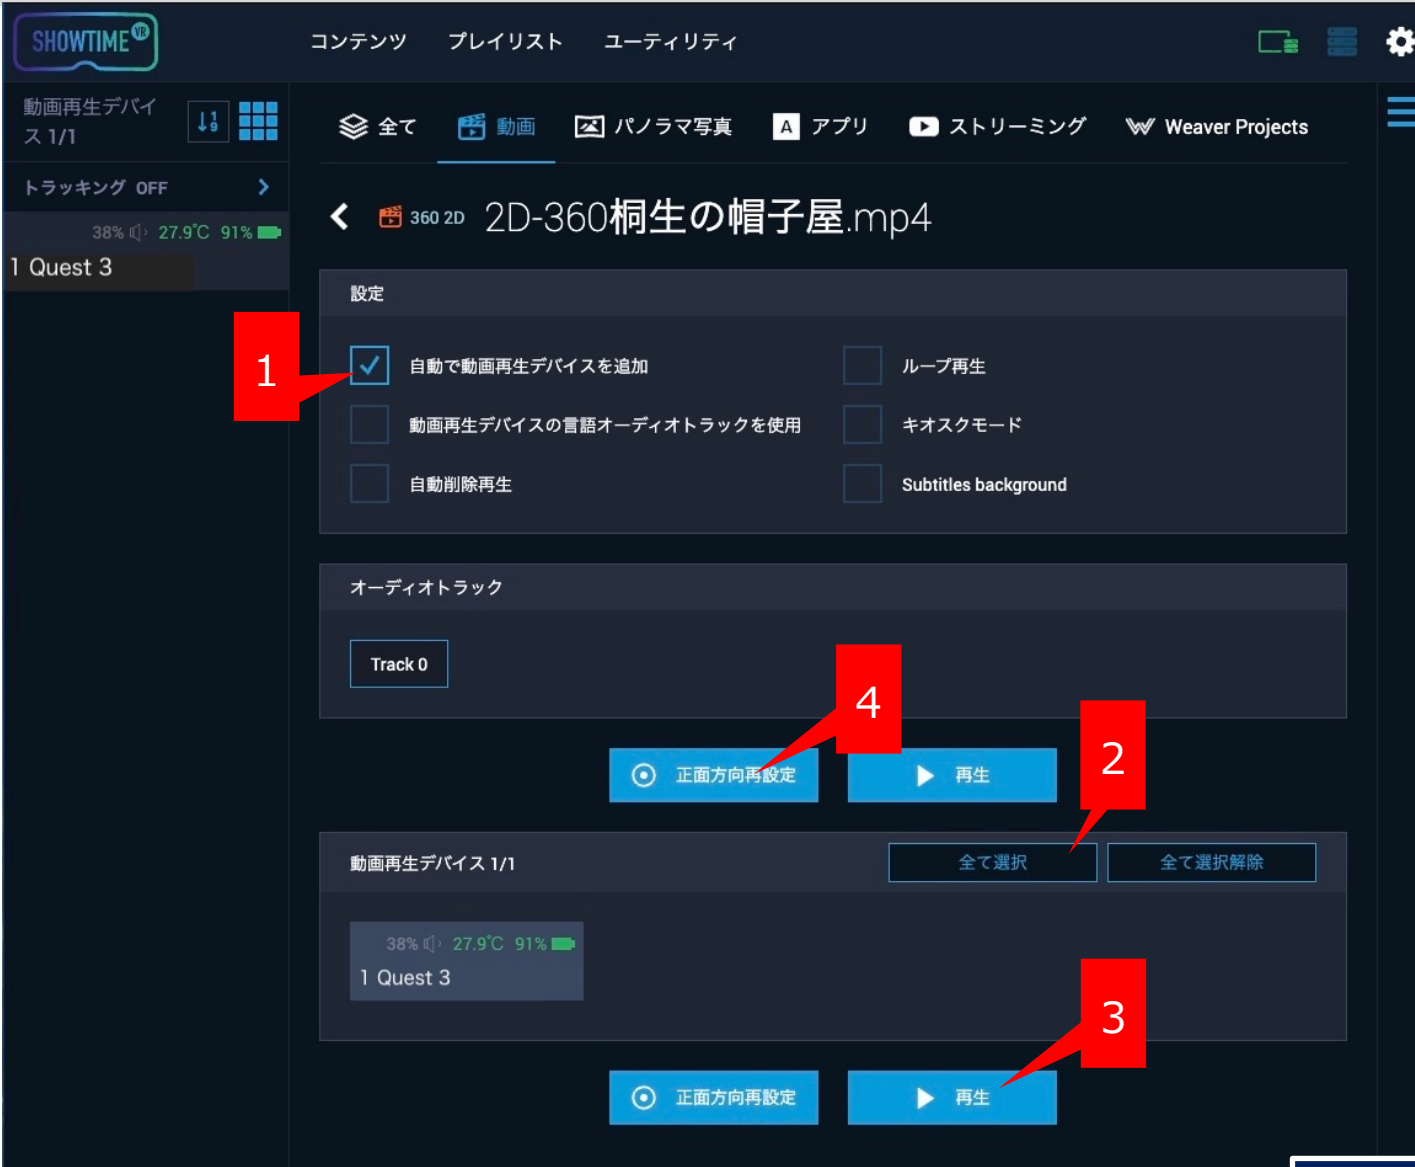 SHOWTIME VR
コンテンツ プレイリスト ユーティリティ
動画再生デバイ
ス 1/1
全て 動画 パノラマ写真 A アプリ ストリーミング Weaver Projects
トラッキング OFF
38% 27.9℃ 91%
1 Quest 3
360 2D 2D-360桐生の帽子屋.mp4
設定
1
自動で動画再生デバイスを追加 ループ再生
動画再生デバイスの言語オーディオトラックを使用 キオスクモード
自動削除再生 Subtitles background
オーディオトラック
Track 0
4
2
正面方向再設定 再生
動画再生デバイス 1/1 全て選択 全て選択解除
38% 27.9℃ 91%
1 Quest 3
3
正面方向再設定 再生